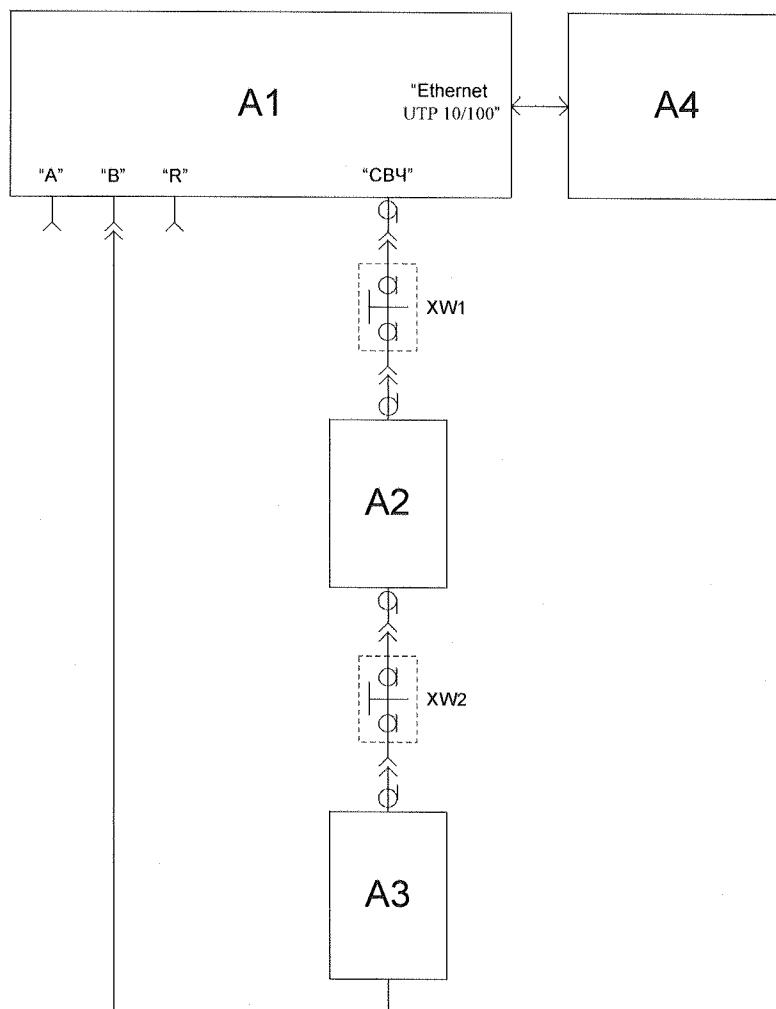 A1
"Ethernet
UTP 10/100"
A4
"A" "B" "R" "СВЧ"
XW1
A2
XW2
A3